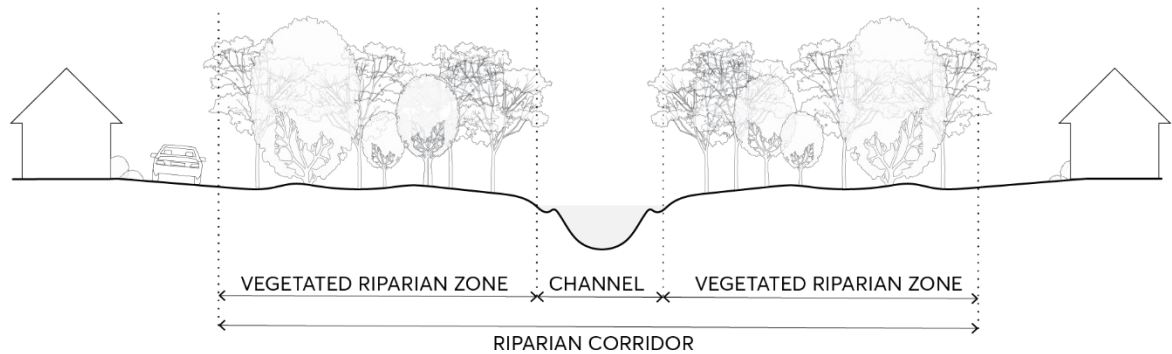 VEGETATED RIPARIAN ZONE
CHANNEL
VEGETATED RIPARIAN ZONE
RIPARIAN CORRIDOR